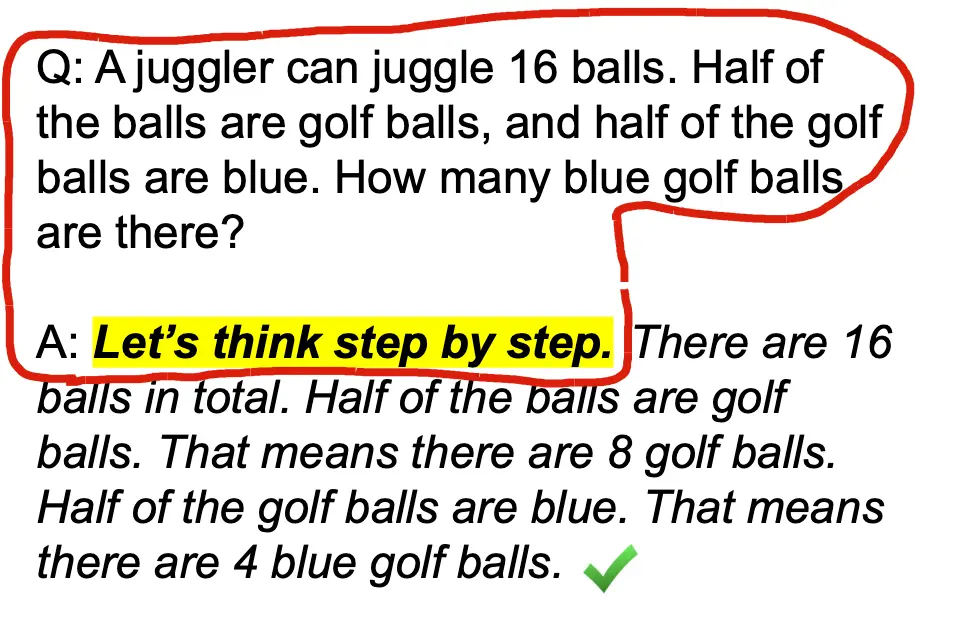 Q: A juggler can juggle 16 balls. Half of
the balls are golf balls, and half of the golf
balls are blue. How many blue golf balls
are there?
A: Let’s think step by step. There are 16
balls in total. Half of the balls are golf
balls. That means there are 8 golf balls.
Half of the golf balls are blue. That means
there are 4 blue golf balls.